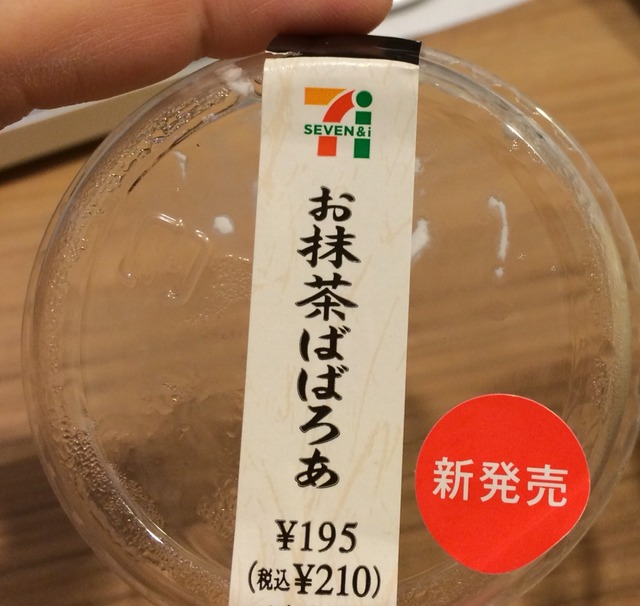 SEVEN&i
お抹茶ばばろあ
¥195
(税込¥210)
新発売